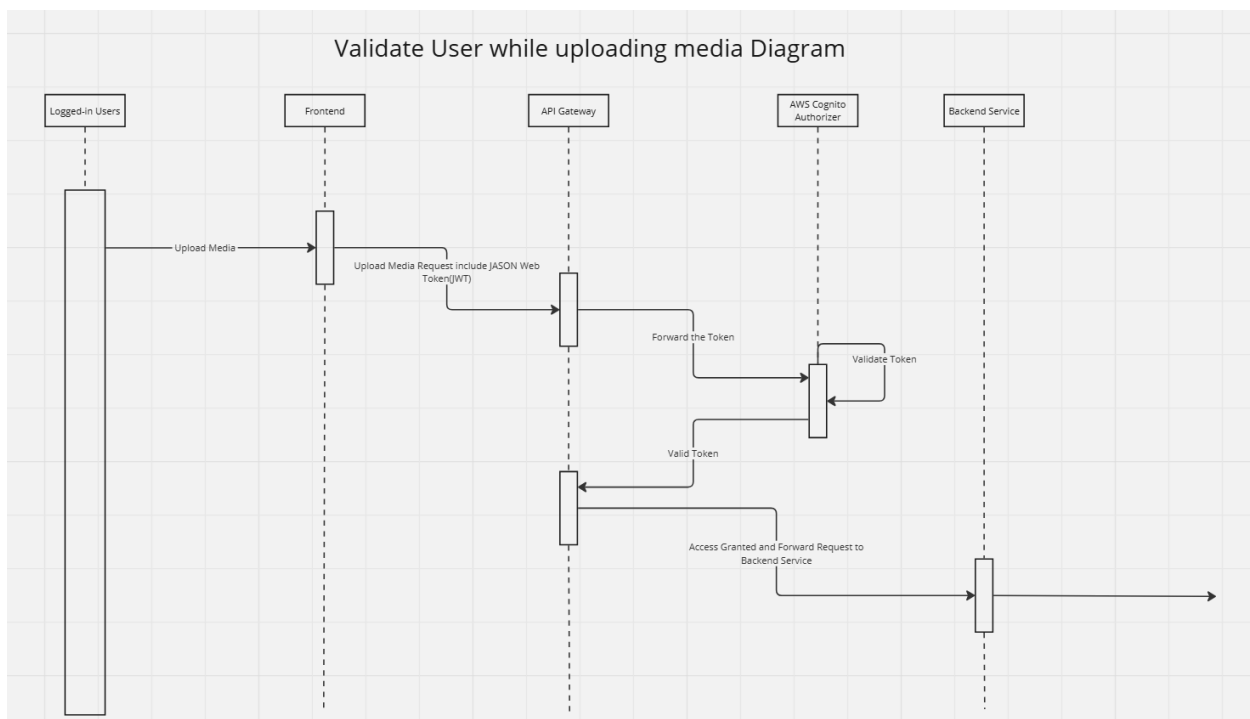 Validate User while uploading media Diagram
Logged-in Users
Frontend
API Gateway
AWS Cognito
Authorizer
Backend Service
Upload Media
Upload Media Request include JASON Web
Token(JWT)
Forward the Token
Validate Token
Valid Token
Access Granted and Forward Request to
Backend Service